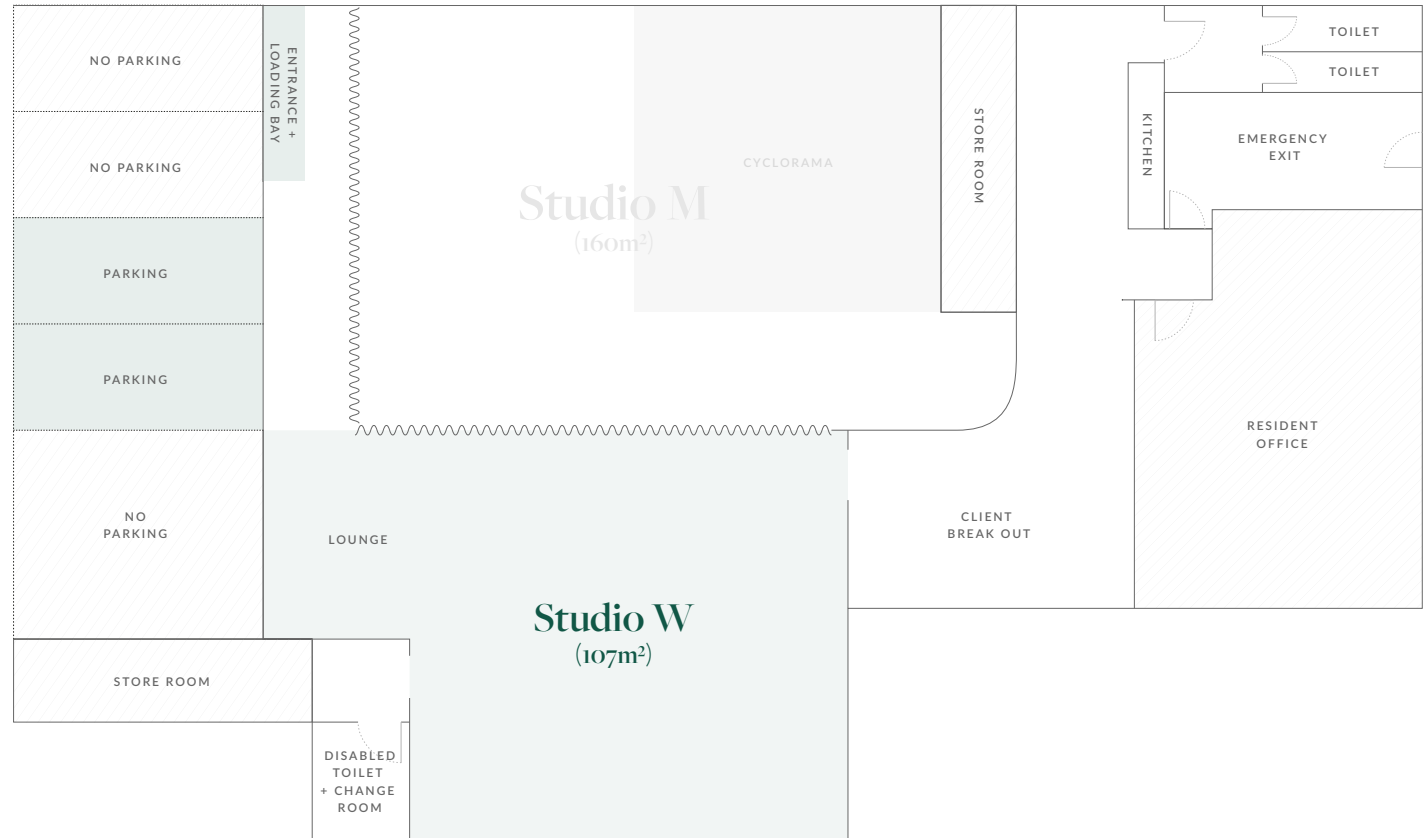 NO PARKING
ENTRANCE +
LOADING BAY
TOILET
TOILET
NO PARKING
CYCLORAMA
STORE ROOM
KITCHEN
EMERGENCY
EXIT
Studio M
(160m²)
PARKING
PARKING
RESIDENT
OFFICE
NO
PARKING
LOUNGE
CLIENT
BREAK OUT
Studio W
(107m²)
STORE ROOM
DISABLED
TOILET
+ CHANGE
ROOM